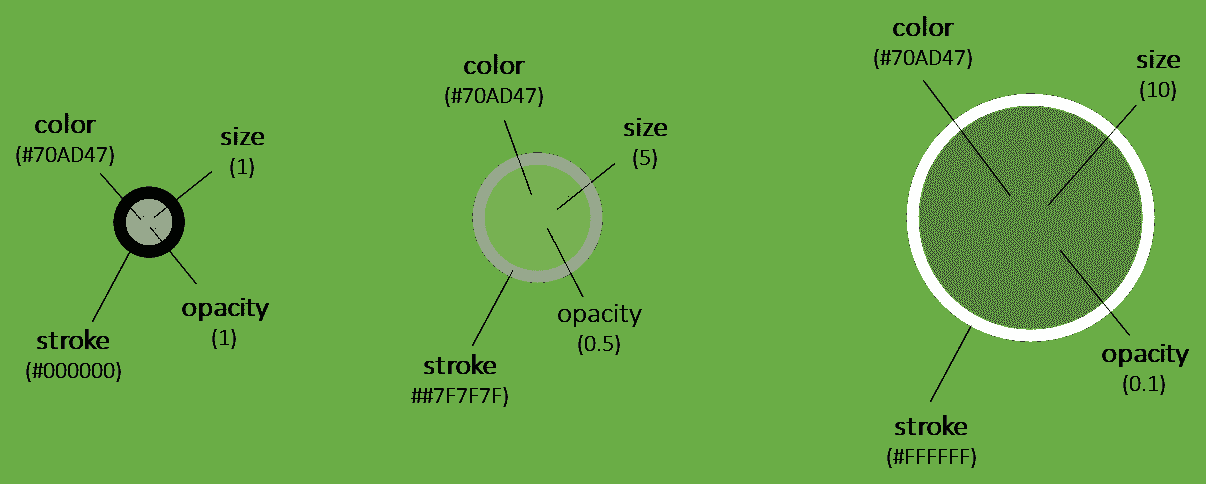 color
(#70AD47)
size
(1)
opacity
(1)
stroke
(#000000)
color
(#70AD47)
size
(5)
opacity
(0.5)
stroke
##7F7F7F)
color
(#70AD47)
size
(10)
opacity
(0.1)
stroke
(#FFFFFF)